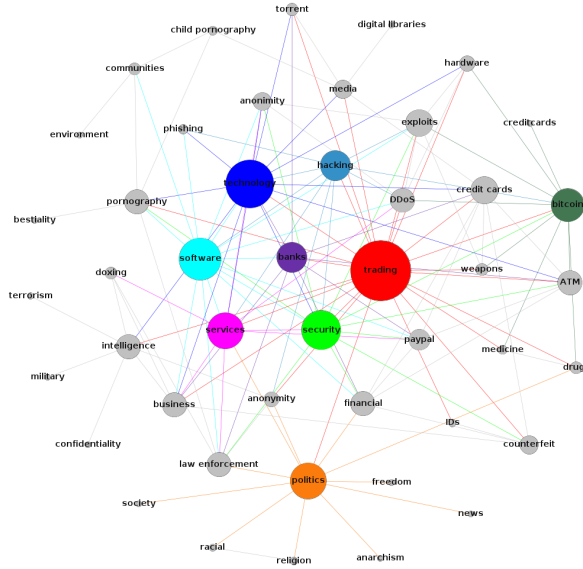 torrent
digital libraries
child pornography
communities
hardware
media
anonimity
exploits
creditcards
environment
phishing
hacking
technology
credit cards
DDoS
pornography
bitcoin
bestiality
software
banks
trading
weapons
doxing
ATM
terrorism
services
security
paypal
intelligence
medicine
drug
military
business
anonymity
financial
IDs
confidentiality
counterfeit
law enforcement
politics
freedom
society
news
racial
religion
anarchism